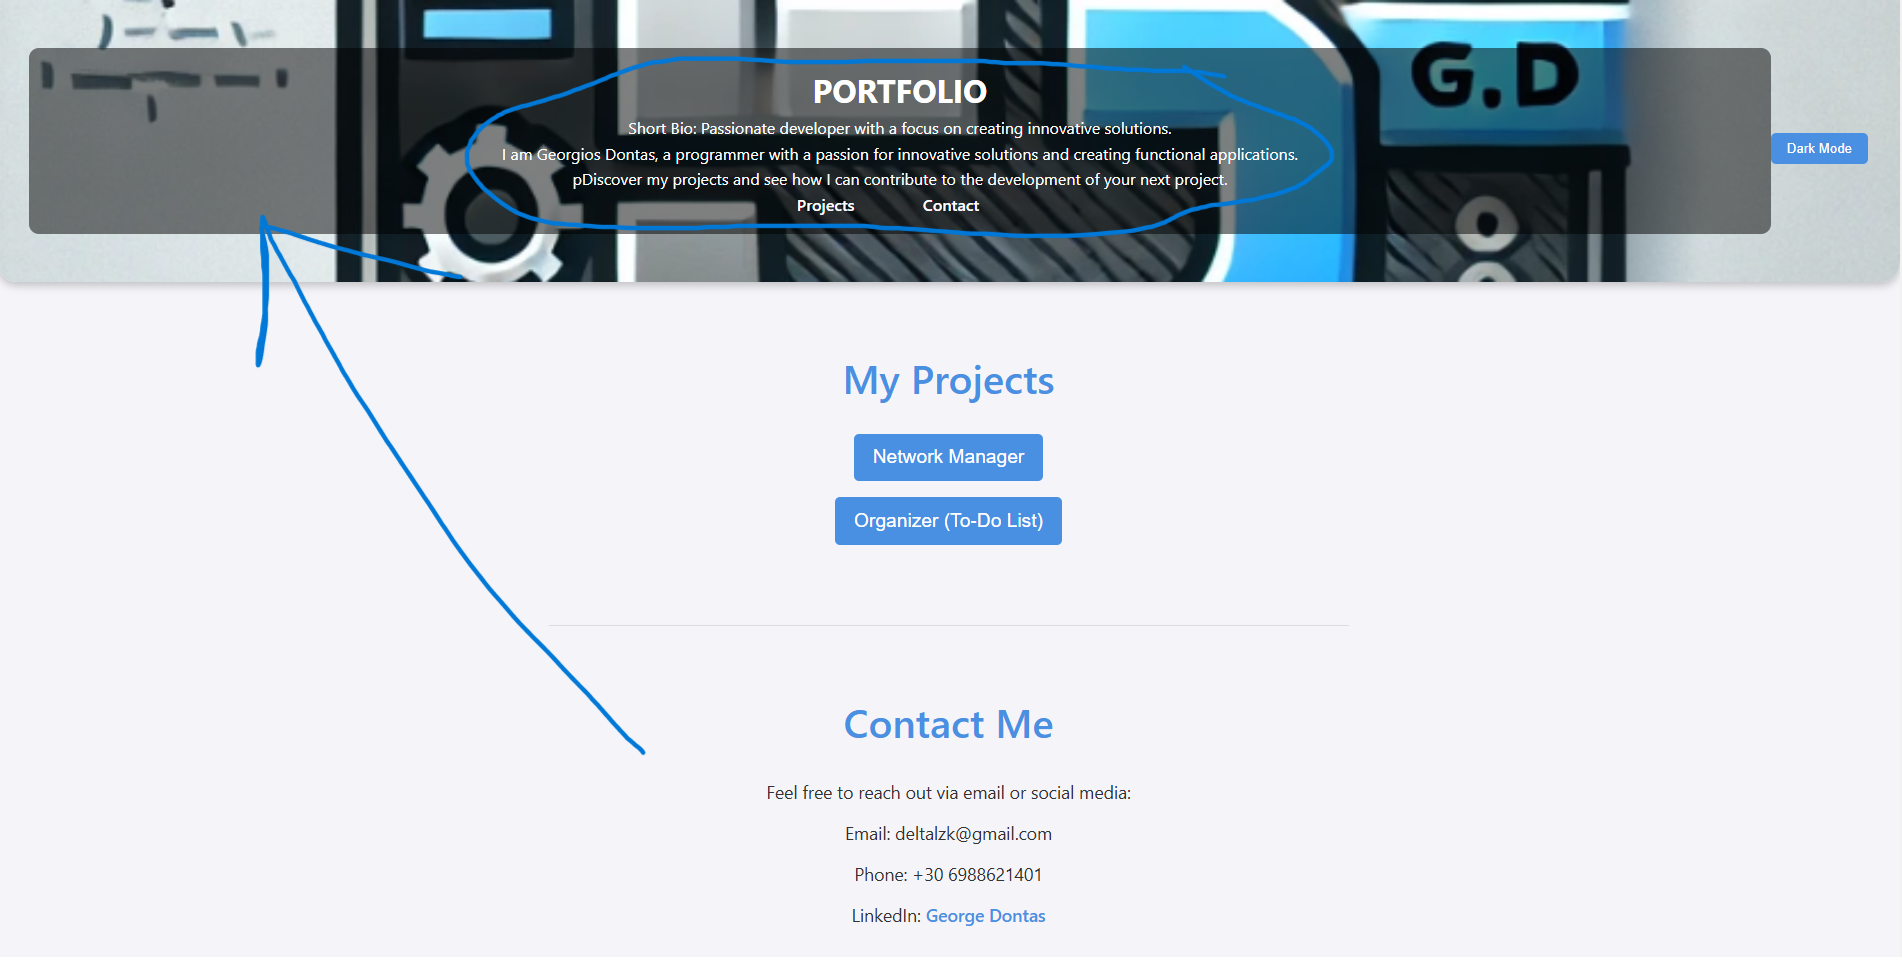 G.D
PORTFOLIO
Short Bio: Passionate developer with a focus on creating innovative solutions.
I am Georgios Dontas, a programmer with a passion for innovative solutions and creating functional applications.
pDiscover my projects and see how I can contribute to the development of your next project.
Projects Contact
Dark Mode
My Projects
Network Manager
Organizer (To-Do List)
Contact Me
Feel free to reach out via email or social media:
Email: deltalzk@gmail.com
Phone: +30 6988621401
LinkedIn: George Dontas